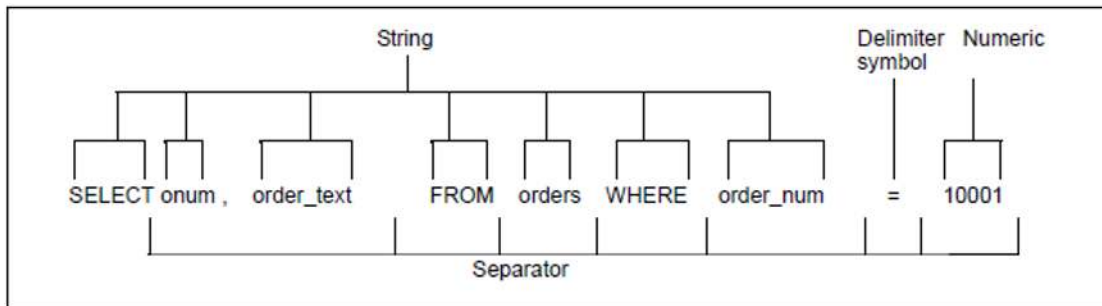 String
Delimiter symbol
Numeric
SELECT onum , order_text FROM orders WHERE order_num = 10001
Separator